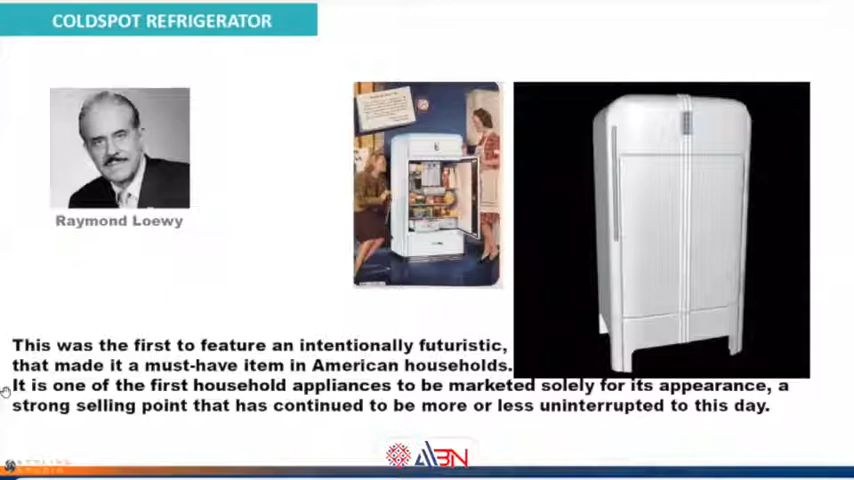 COLDSPOT REFRIGERATOR
Raymond Loewy
This was the first to feature an intentionally futuristic,
that made it a must-have item in American households.
It is one of the first household appliances to be marketed solely for its appearance, a
strong selling point that has continued to be more or less uninterrupted to this day.
ABN